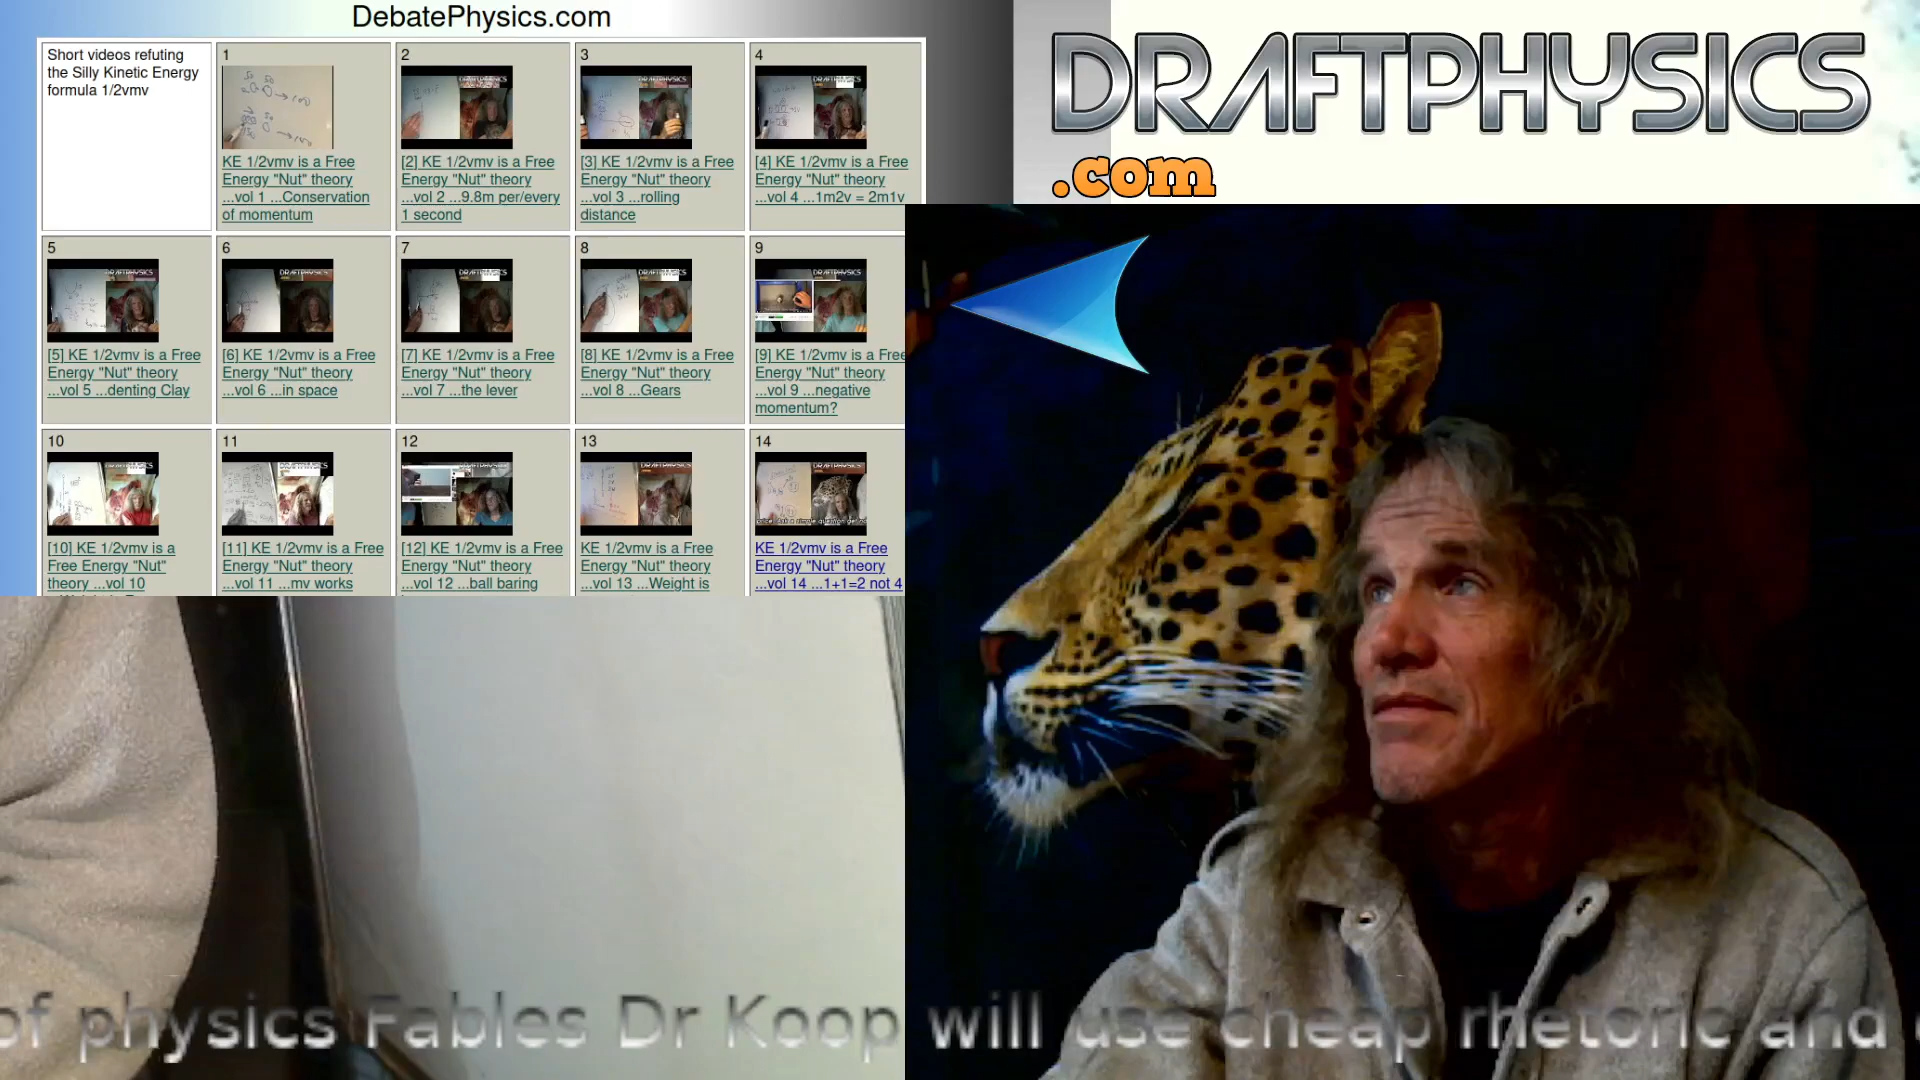 DebatePhysics.com
DRAFTPHYSICS
.com
Short videos refuting
the Silly Kinetic Energy
formula 1/2vmv
1
KE 1/2vmv is a Free
Energy "Nut" theory
...vol 1 ...Conservation
of momentum
2
[2] KE 1/2vmv is a Free
Energy "Nut" theory
...vol 2 ...9.8m per/every
1 second
3
[3] KE 1/2vmv is a Free
Energy "Nut" theory
...vol 3 ...rolling
distance
4
[4] KE 1/2vmv is a Free
Energy "Nut" theory
...vol 4 ...1m2v = 2m1v
5
[5] KE 1/2vmv is a Free
Energy "Nut" theory
...vol 5 ...denting Clay
6
[6] KE 1/2vmv is a Free
Energy "Nut" theory
...vol 6 ...in space
7
[7] KE 1/2vmv is a Free
Energy "Nut" theory
...vol 7 ...the lever
8
[8] KE 1/2vmv is a Free
Energy "Nut" theory
...vol 8 ...Gears
9
[9] KE 1/2vmv is a Free
Energy "Nut" theory
...vol 9 ...negative
momentum?
10
[10] KE 1/2vmv is a
Free Energy "Nut"
theory ...vol 10
11
[11] KE 1/2vmv is a Free
Energy "Nut" theory
...vol 11 ...mv works
12
[12] KE 1/2vmv is a Free
Energy "Nut" theory
...vol 12 ...ball baring
13
KE 1/2vmv is a Free
Energy "Nut" theory
...vol 13 ...Weight is
14
KE 1/2vmv is a Free
Energy "Nut" theory
...vol 14 ...1+1=2 not 4
of physics Fables Dr Koop will use cheap rhetoric and